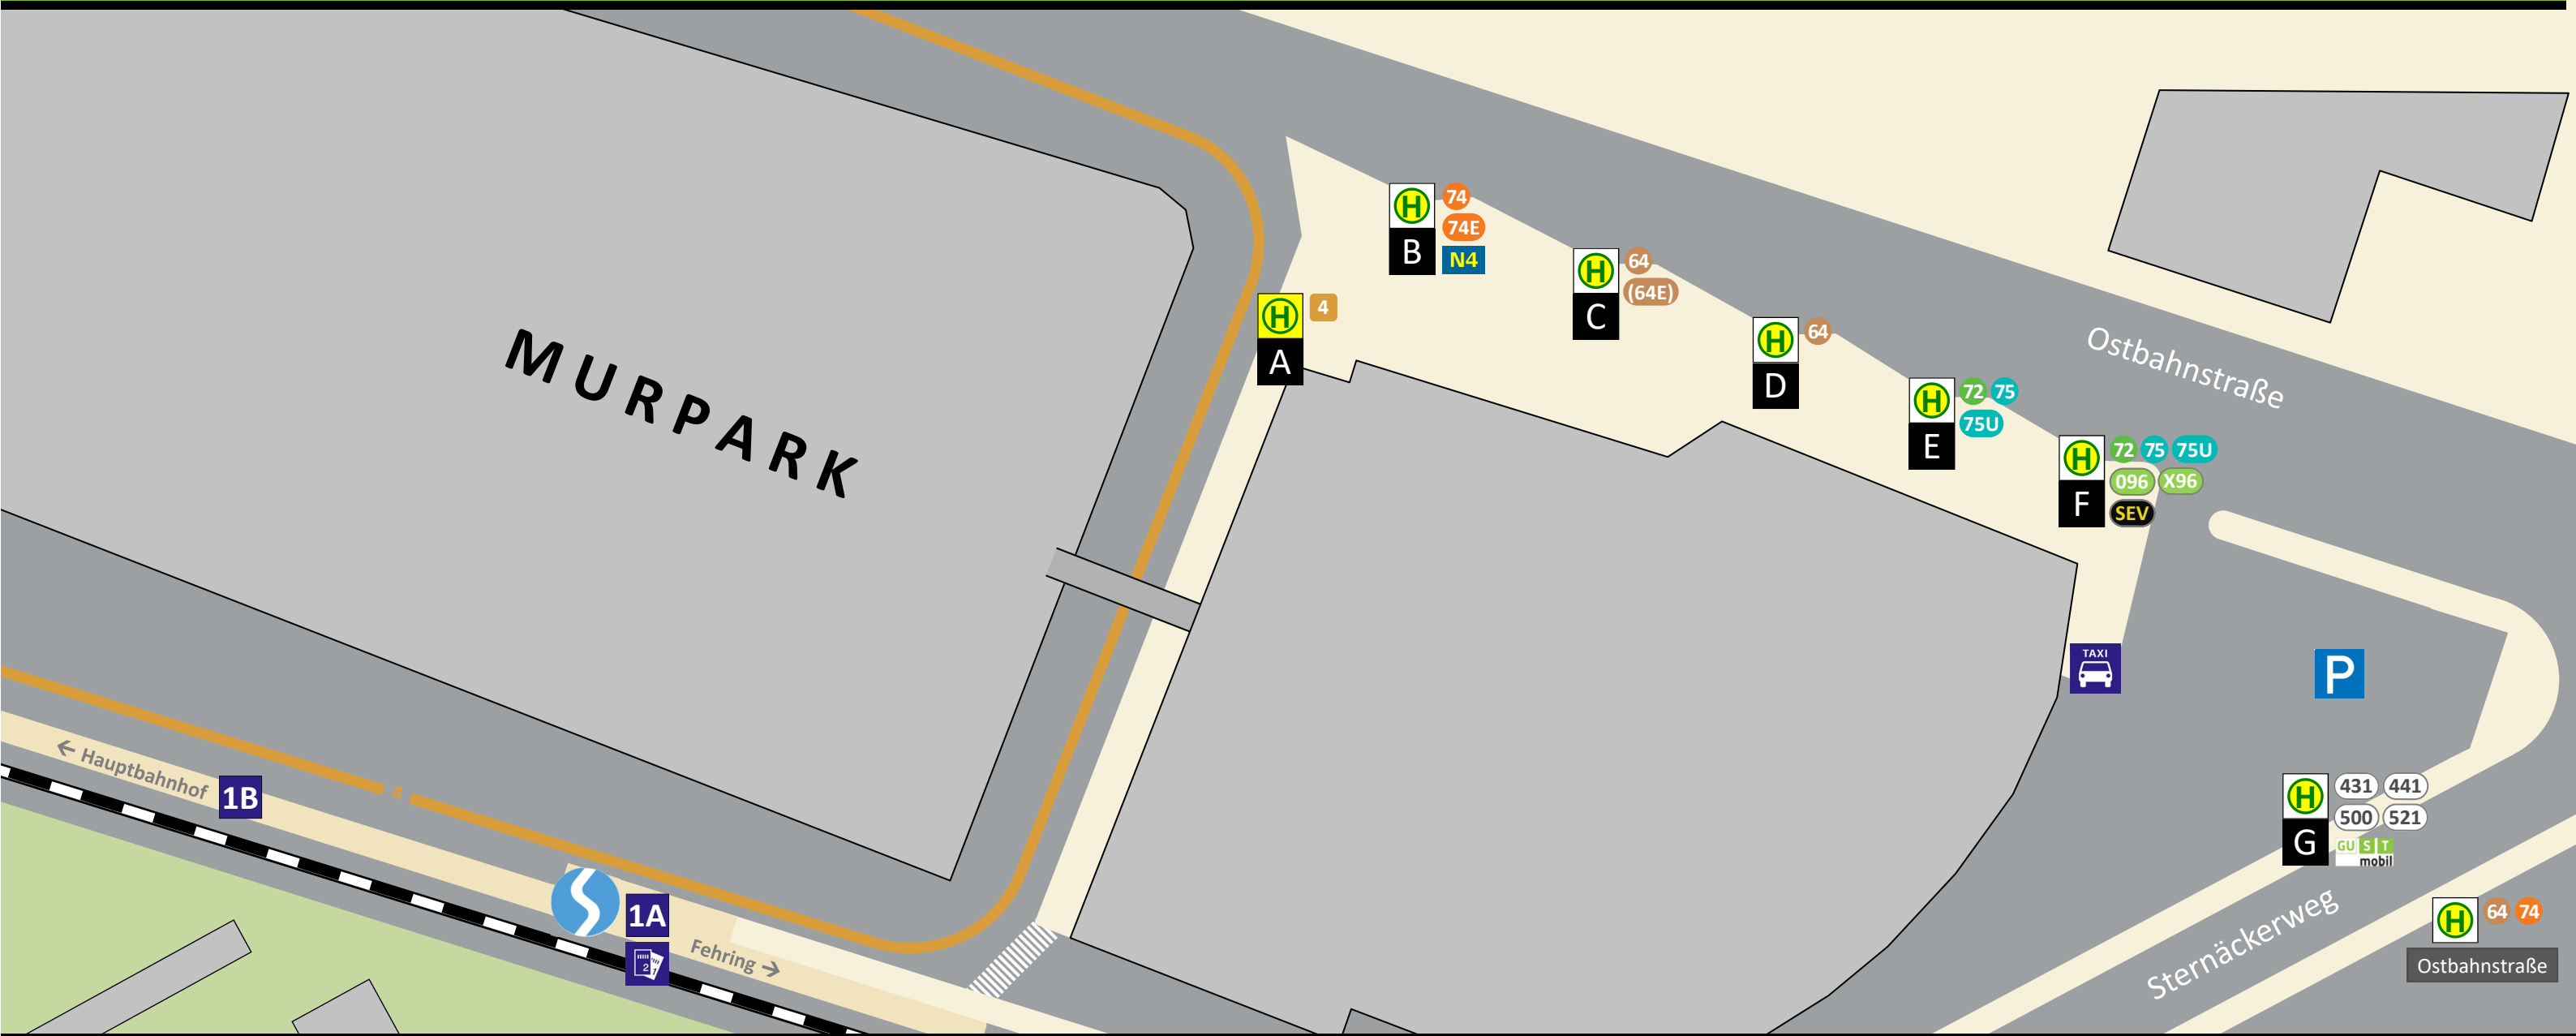 MURPARK
H 74
74E
B N4
H 4
A
H 64
(64E)
C
H 64
D
H 72 75
75U
E
H 72 75 75U
096 X96
F SEV
Ostbahnstraße
TAXI
P
H 431 441
500 521
G GUST
mobil
Sternäckerweg
H 64 74
Ostbahnstraße
← Hauptbahnhof 1B
4
1A
2
Fehring →